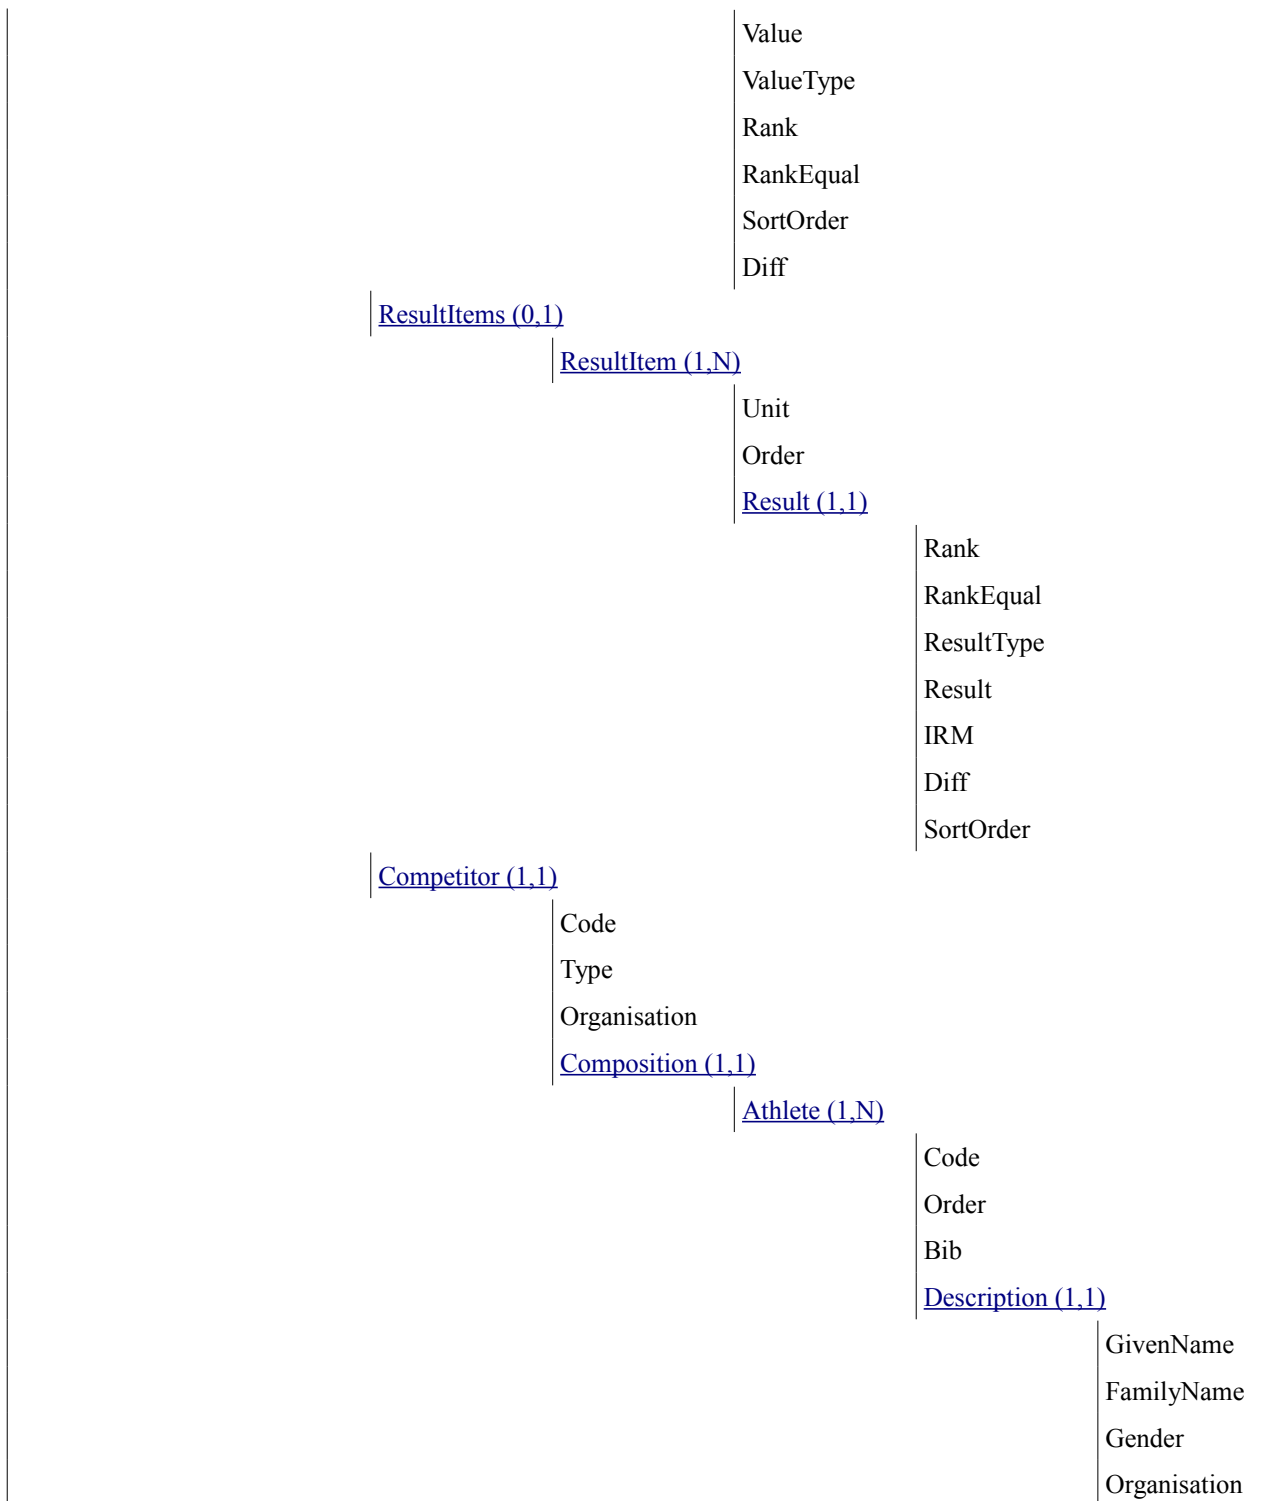 Value
ValueType
Rank
RankEqual
SortOrder
Diff
ResultItems (0,1)
ResultItem (1,N)
Unit
Order
Result (1,1)
Rank
RankEqual
ResultType
Result
IRM
Diff
SortOrder
Competitor (1,1)
Code
Type
Organisation
Composition (1,1)
Athlete (1,N)
Code
Order
Bib
Description (1,1)
GivenName
FamilyName
Gender
Organisation